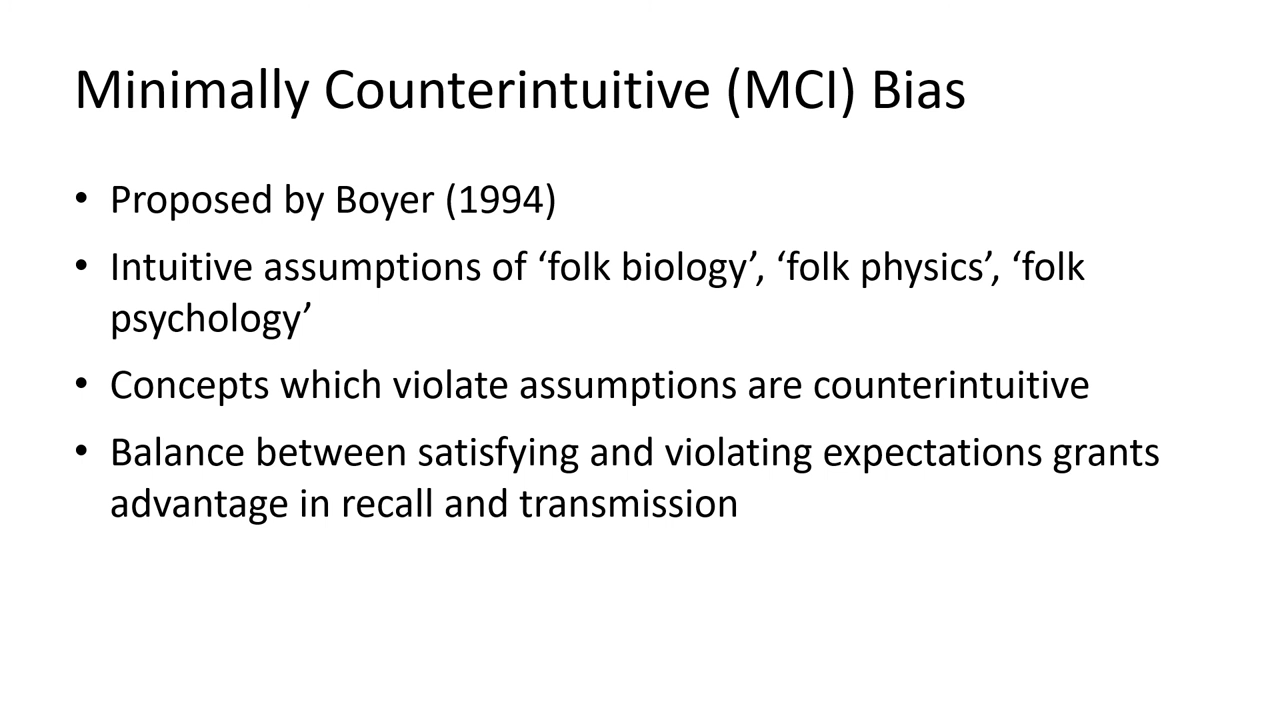 Minimally Counterintuitive (MCI) Bias
• Proposed by Boyer (1994)
• Intuitive assumptions of ‘folk biology’, ‘folk physics’, ‘folk
psychology’
• Concepts which violate assumptions are counterintuitive
• Balance between satisfying and violating expectations grants
advantage in recall and transmission